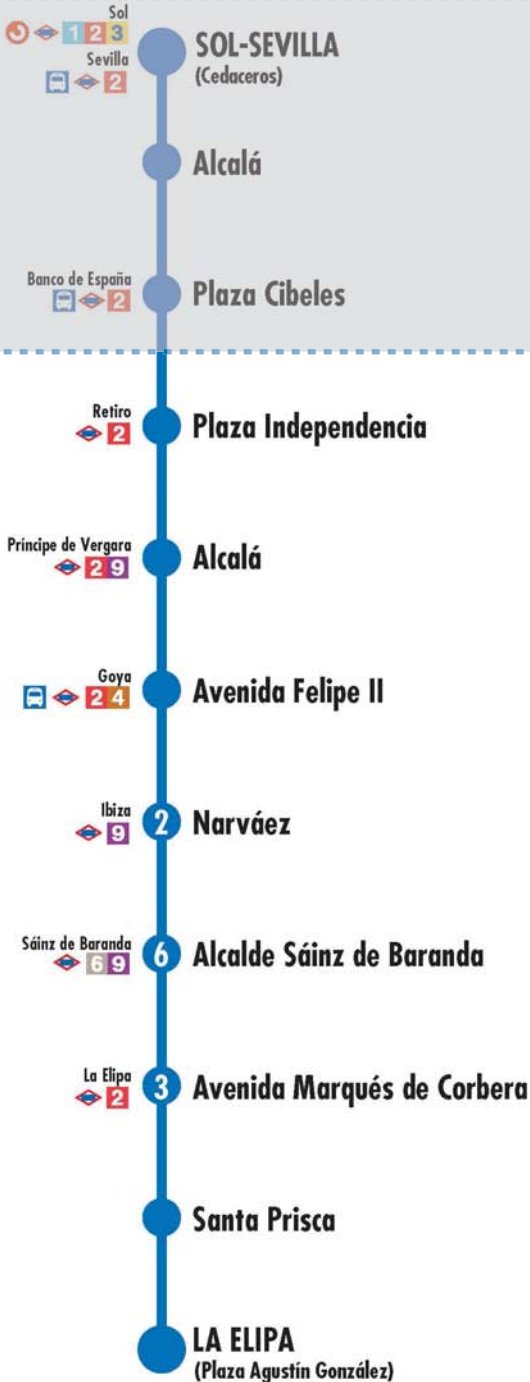 Sol
1 2 3
Sevilla
2
SOL-SEVILLA
(Cedaceros)
Alcalá
Banco de España
2
Plaza Cibeles
Retiro
2
Plaza Independencia
Príncipe de Vergara
2 9
Alcalá
Goya
2 4
Avenida Felipe II
Ibiza
9
2
Narváez
Sáinz de Baranda
6 9
6
Alcalde Sáinz de Baranda
La Elipa
2
3
Avenida Marqués de Corbera
Santa Prisca
LA ELIPA
(Plaza Agustín González)